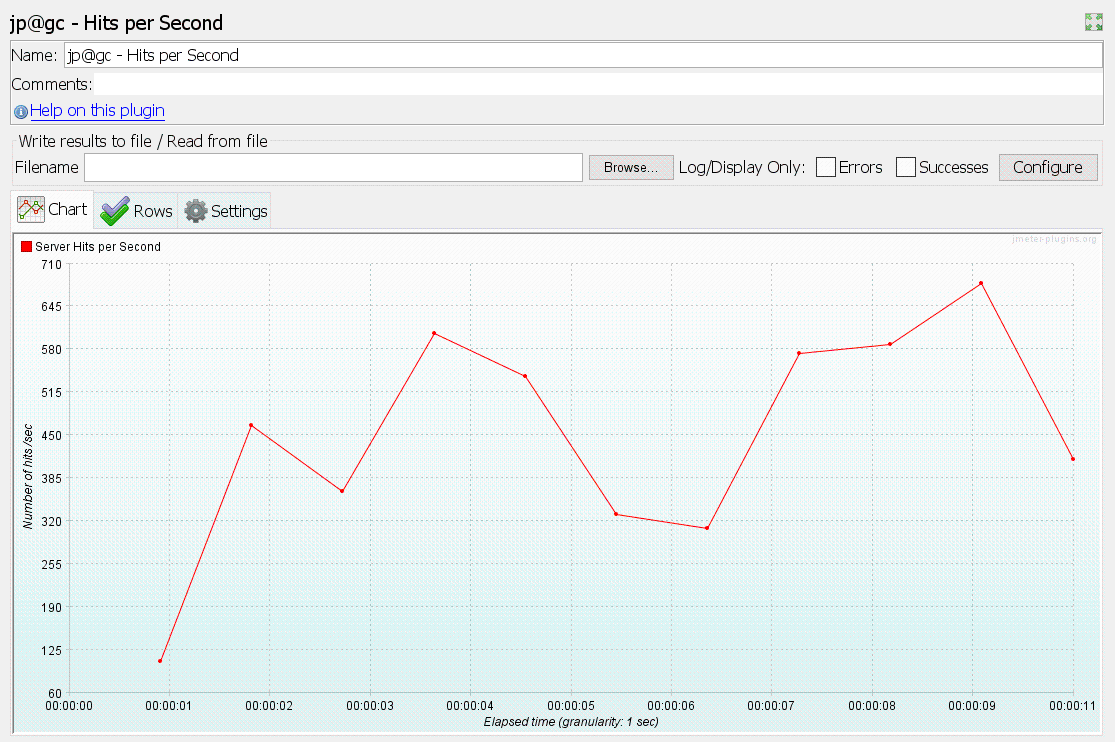 jp@gc - Hits per Second
Name: jp@gc - Hits per Second
Comments:
Help on this plugin
Write results to file / Read from file
Filename Browse... Log/Display Only: Errors Successes Configure
Chart Rows Settings
Server Hits per Second
jmeter-plugins.org
710
645
580
515
450
385
320
255
190
125
60
Number of hits/sec
00:00:00 00:00:01 00:00:02 00:00:03 00:00:04 00:00:05 00:00:06 00:00:07 00:00:08 00:00:09 00:00:11
Elapsed time (granularity: 1 sec)